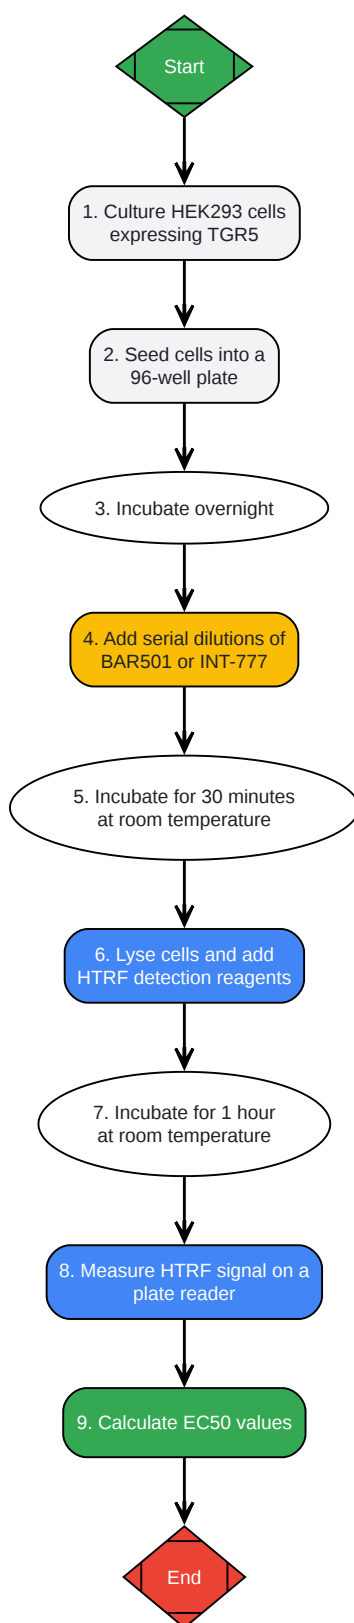 Start
1. Culture HEK293 cells
expressing TGR5
2. Seed cells into a
96-well plate
3. Incubate overnight
4. Add serial dilutions of
BAR501 or INT-777
5. Incubate for 30 minutes
at room temperature
6. Lyse cells and add
HTRF detection reagents
7. Incubate for 1 hour
at room temperature
8. Measure HTRF signal on a
plate reader
9. Calculate EC50 values
End